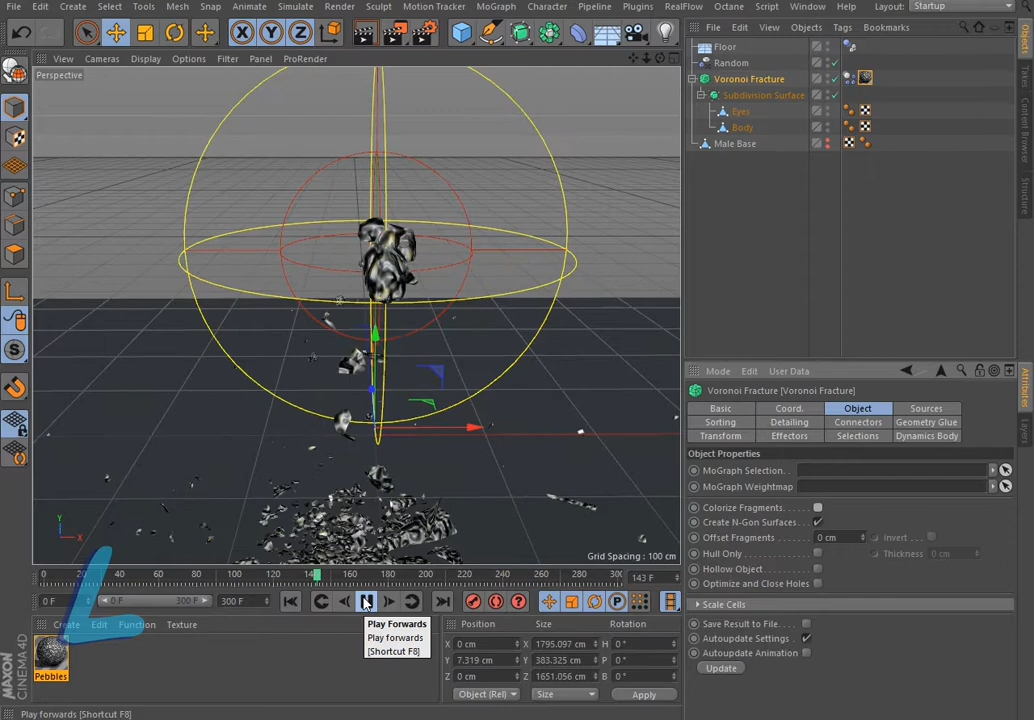 File Edit Create Select Tools Mesh Snap Animate Simulate Render Sculpt Motion Tracker MoGraph Character Pipeline Plugins RealFlow Octane Script Window Help Layout: Startup
View Cameras Display Options Filter Panel ProRender
Perspective
Grid Spacing : 100 cm
Y
X
0 20 40 60 80 100 120 140 160 180 200 220 240 260 280 300
143 F
0 F 0 F 300 F 300 F
Play Forwards
Play forwards
[Shortcut F8]
Create Edit Function Texture
Pebbles
MAXON CINEMA 4D
Position Size Rotation
X 0 cm X 1795.097 cm H 0 °
Y 7.319 cm Y 383.325 cm P 0 °
Z 0 cm Z 1651.056 cm B 0 °
Object (Rel) Size Apply
Play forwards [Shortcut F8]
File Edit View Objects Tags Bookmarks
Floor
Random
Voronoi Fracture
Subdivision Surface
Eyes
Body
Male Base
Objects
Takes
Content Browser
Structure
Mode Edit User Data
Voronoi Fracture [Voronoi Fracture]
Basic Coord. Object Sources
Sorting Detailing Connectors Geometry Glue
Transform Effectors Selections Dynamics Body
Object Properties
MoGraph Selection. .
MoGraph Weightmap
Colorize Fragments. .
Create N-Gon Surfaces
Offset Fragments 0 cm Invert . .
Hull Only Thickness 0 cm
Hollow Object
Optimize and Close Holes
Scale Cells
Save Result to File. .
Autoupdate Settings .
Autoupdate Animation
Update
Attributes
Layers